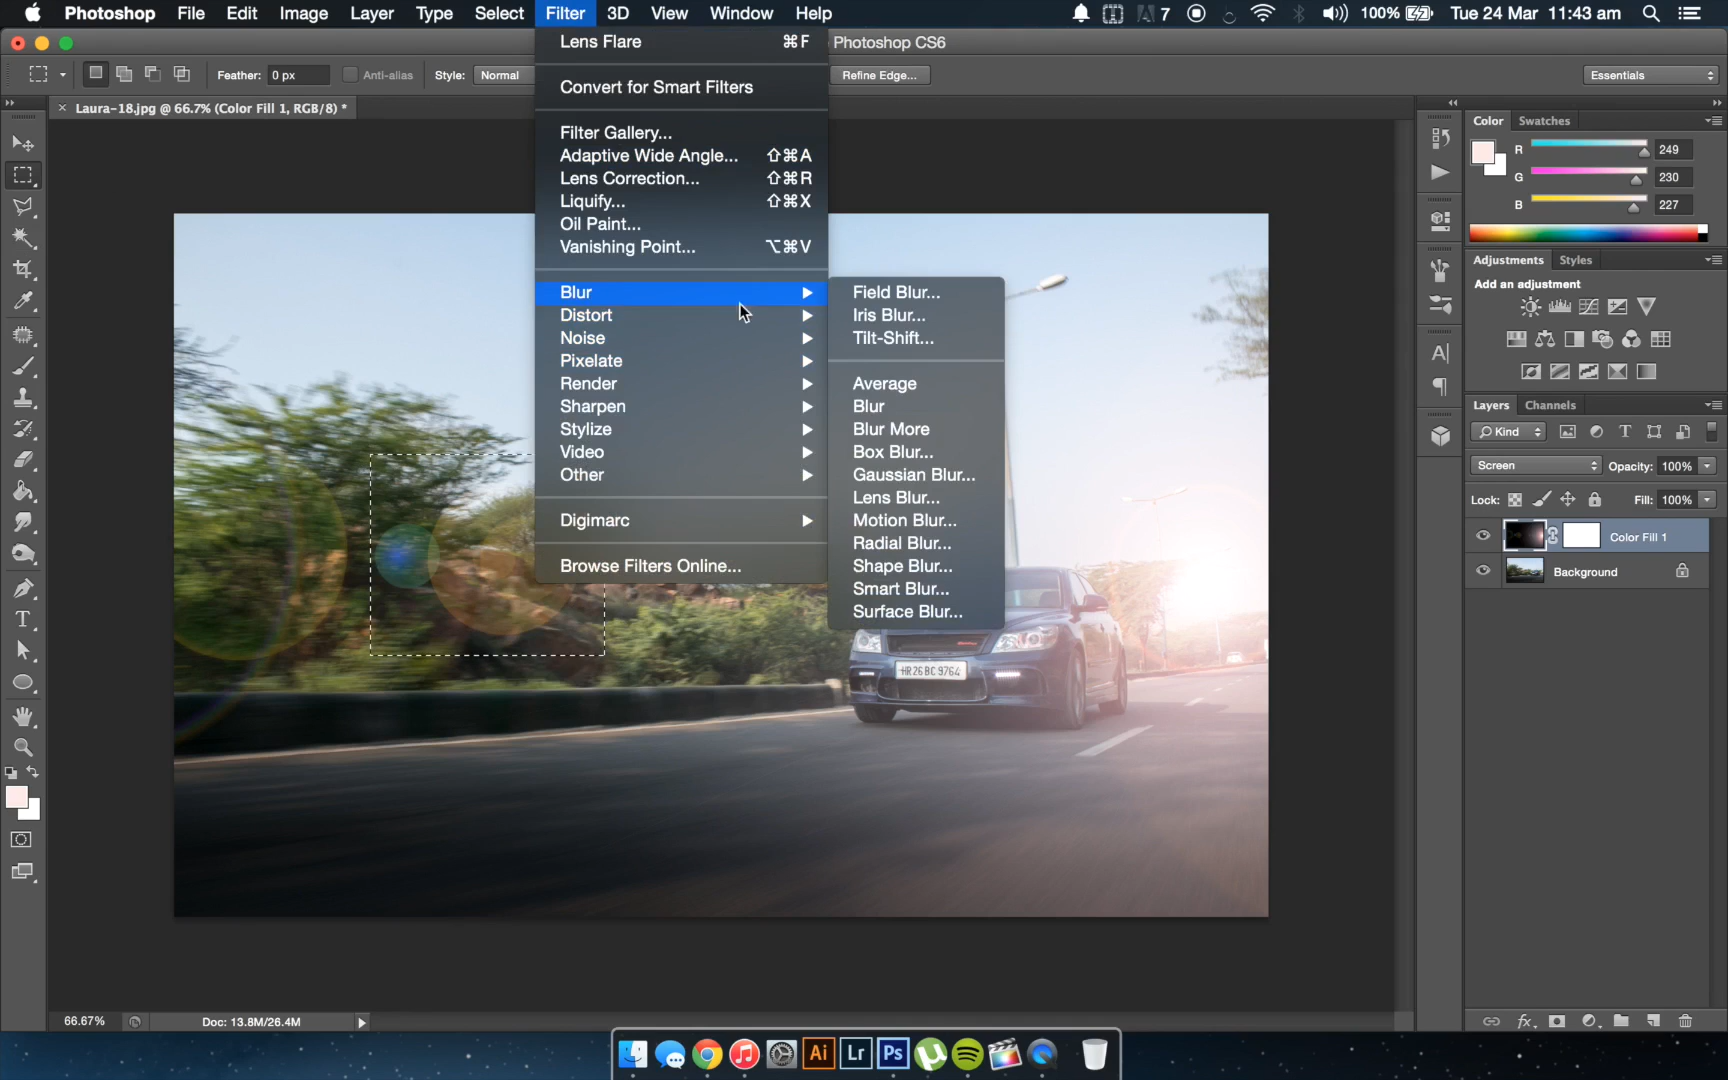 Photoshop File Edit Image Layer Type Select Filter 3D View Window Help 7 100% Tue 24 Mar 11:43 am
Photoshop CS6
Feather: 0 px Anti-alias Style: Normal Refine Edge... Essentials
Laura-18.jpg @ 66.7% (Color Fill 1, RGB/8) *
Lens Flare ⌘F
Convert for Smart Filters
Filter Gallery...
Adaptive Wide Angle... ⇧⌘A
Lens Correction... ⇧⌘R
Liquify... ⇧⌘X
Oil Paint...
Vanishing Point... ⌥⌘V
Blur
Distort
Noise
Pixelate
Render
Sharpen
Stylize
Video
Other
Digimarc
Browse Filters Online...
Field Blur...
Iris Blur...
Tilt-Shift...
Average
Blur
Blur More
Box Blur...
Gaussian Blur...
Lens Blur...
Motion Blur...
Radial Blur...
Shape Blur...
Smart Blur...
Surface Blur...
HR26BC9764
Color Swatches
R 249
G 230
B 227
Adjustments Styles
Add an adjustment
Layers Channels
Kind
Screen Opacity: 100%
Lock: Fill: 100%
Color Fill 1
Background
fx
66.67% Doc: 13.8M/26.4M
Ai Lr Ps